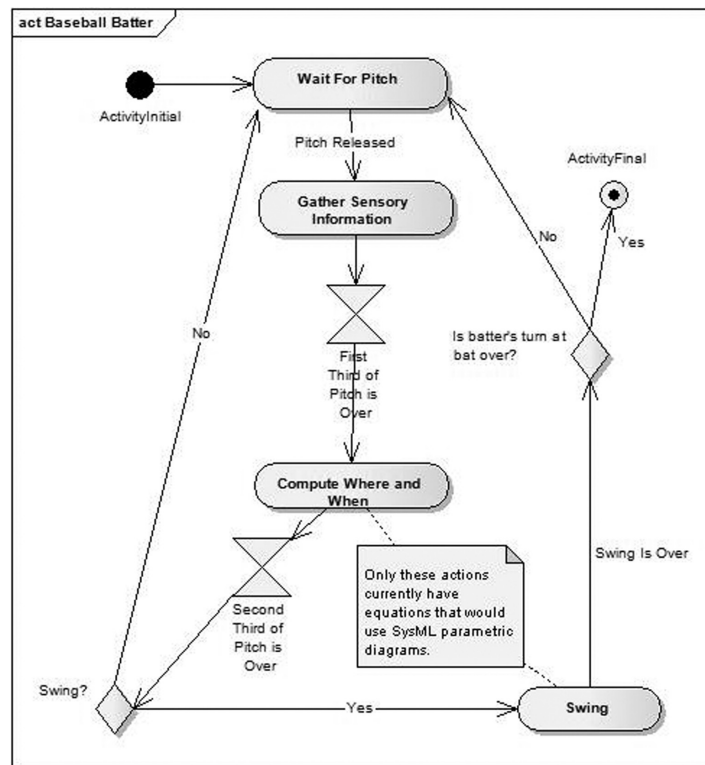 act Baseball Batter
Wait For Pitch
ActivityInitial
Pitch Released
ActivityFinal
Gather Sensory
Information
No
Yes
No
Is batter's turn at
bat over?
First
Third of
Pitch is
Over
Compute Where and
When
Swing Is Over
Only these actions
currently have
equations that would
use SysML parametric
diagrams.
Second
Third of
Pitch is
Over
Swing?
Yes
Swing